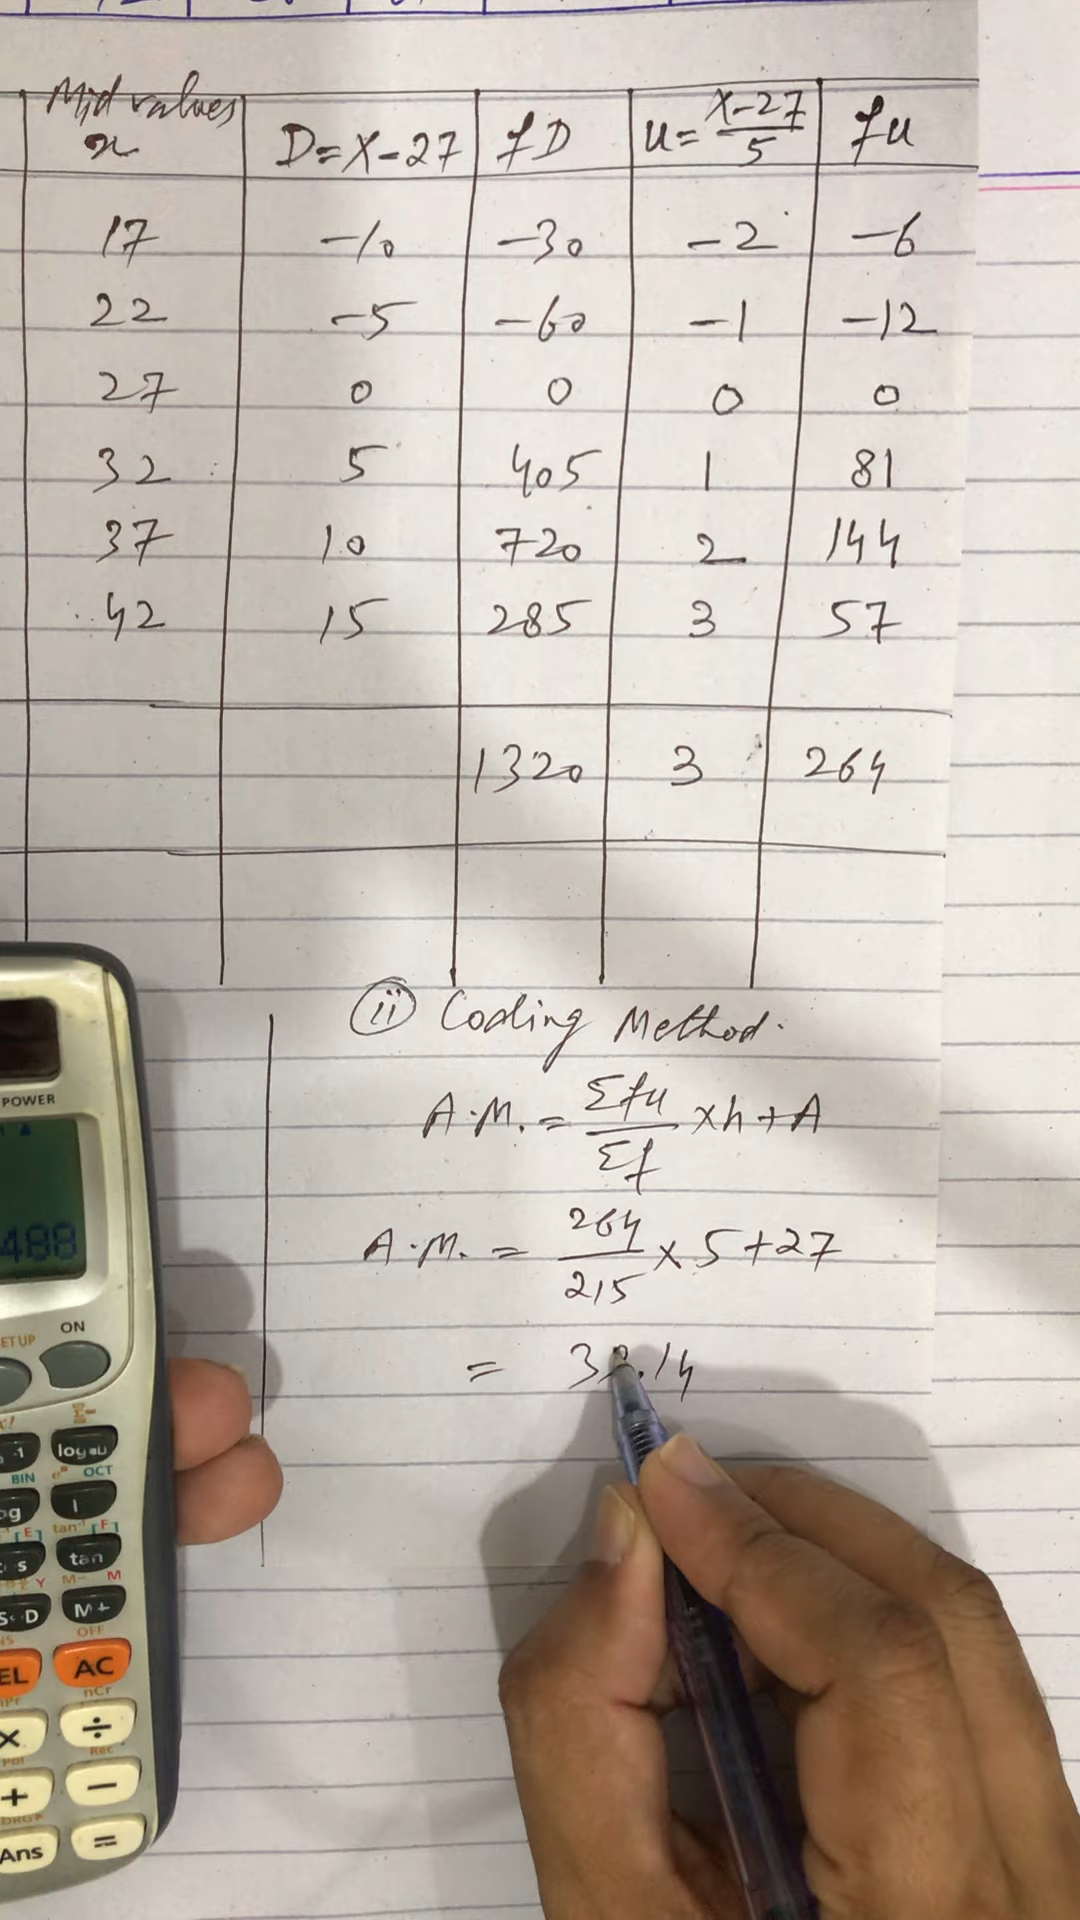 Mid values x | D=X-27 | fD | u= X-27/5 | fu
17 | -10 | -30 | -2 | -6
22 | -5 | -60 | -1 | -12
27 | 0 | 0 | 0 | 0
32 | 5 | 405 | 1 | 81
37 | 10 | 720 | 2 | 144
42 | 15 | 285 | 3 | 57
1320 | 3 | 264
(ii) Coding Method.
A.M. = Σfu/Σf ×h+A
A.M. = 264/215 × 5+27
POWER
488
ON
log
tan
M+
OFF
AC
×
÷
+
−
Ans
=